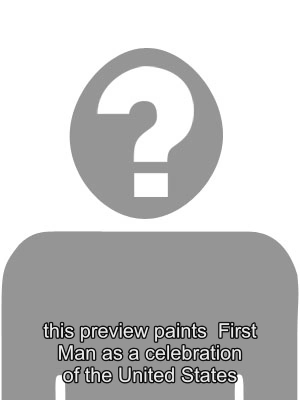 ?
this preview paints  First
Man as a celebration
of the United States